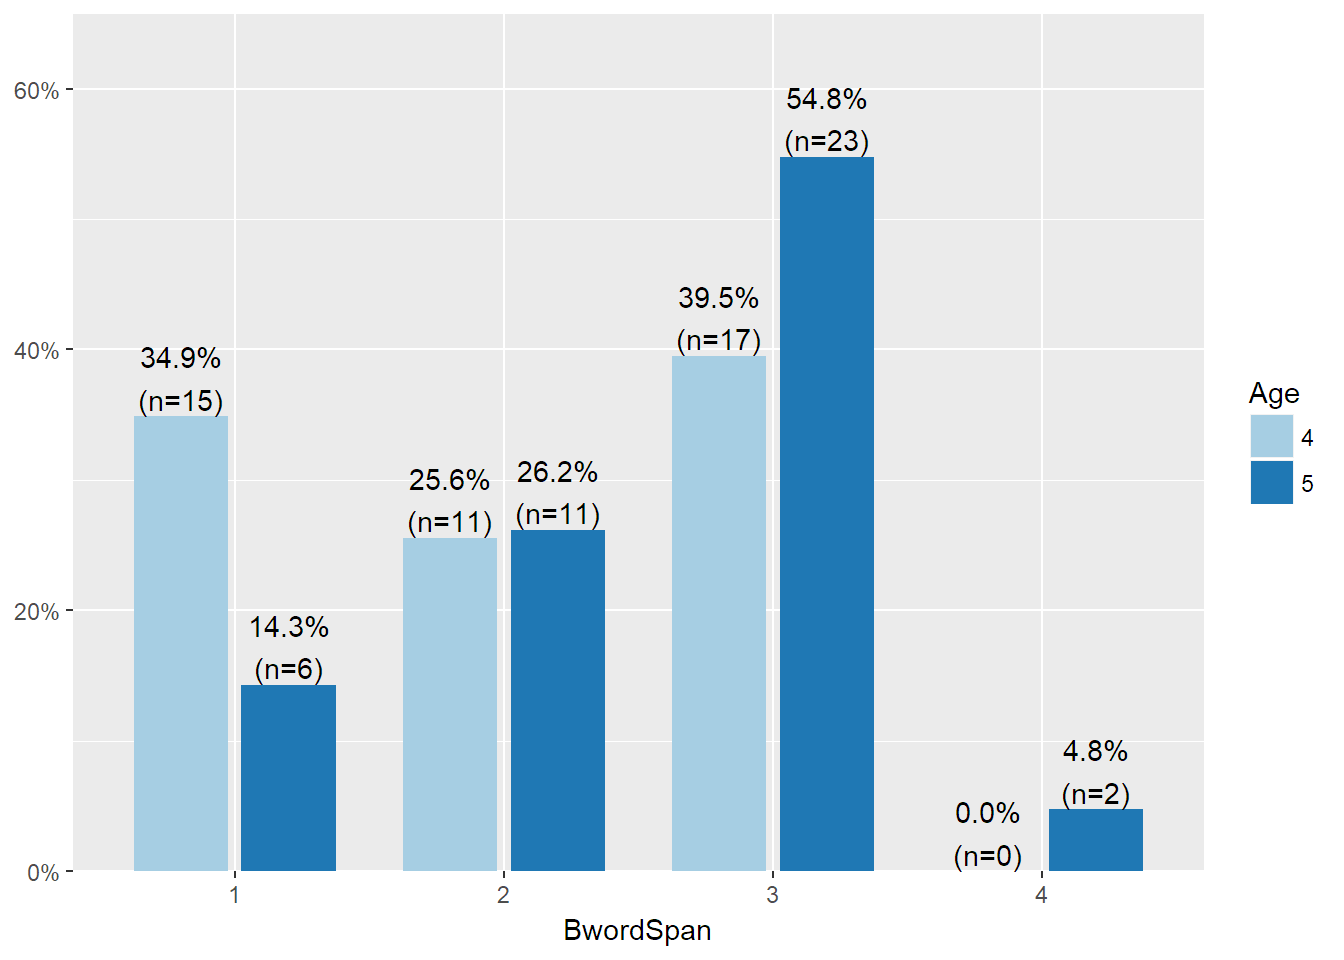 60%
40%
20%
0%
34.9%
(n=15)
14.3%
(n=6)
25.6%
(n=11)
26.2%
(n=11)
39.5%
(n=17)
54.8%
(n=23)
0.0%
(n=0)
4.8%
(n=2)
1
2
3
4
BwordSpan
Age
4
5